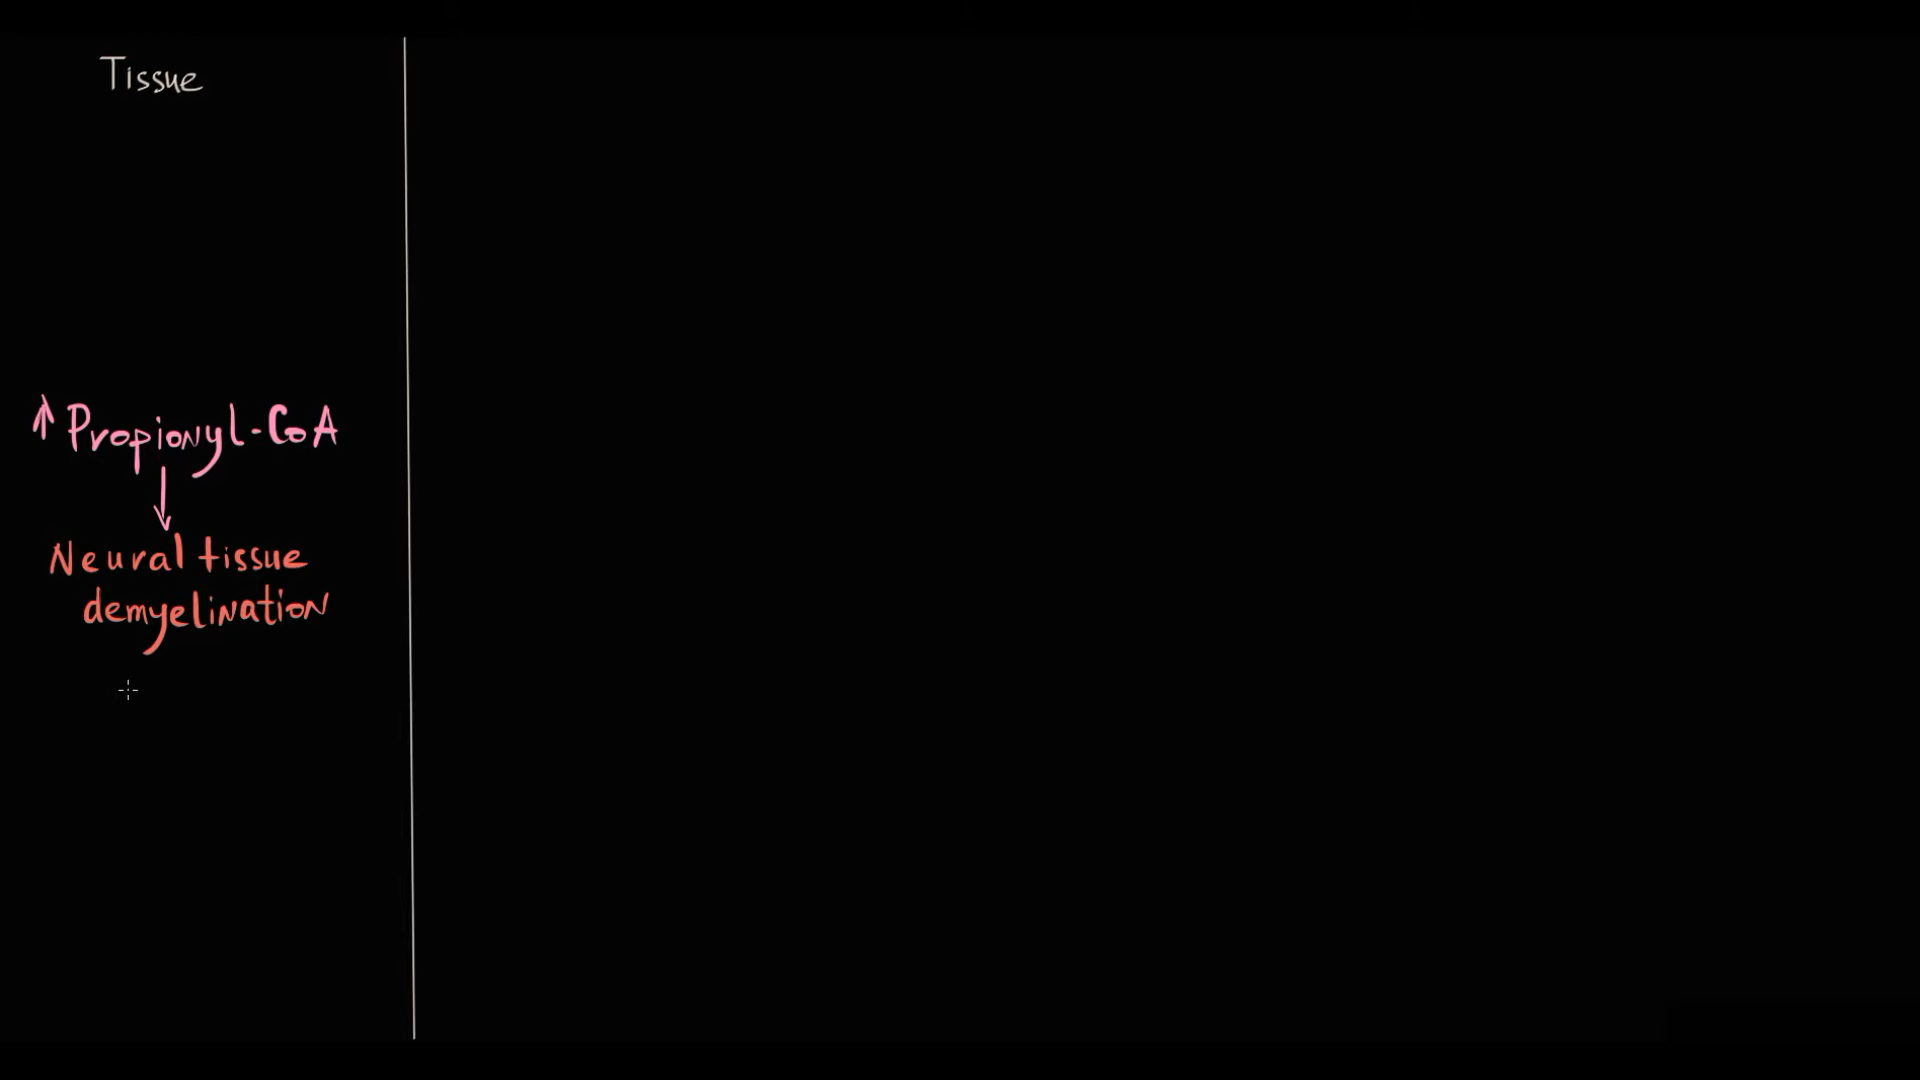 Tissue
↑ Propionyl-CoA
↓
Neural tissue
demyelination